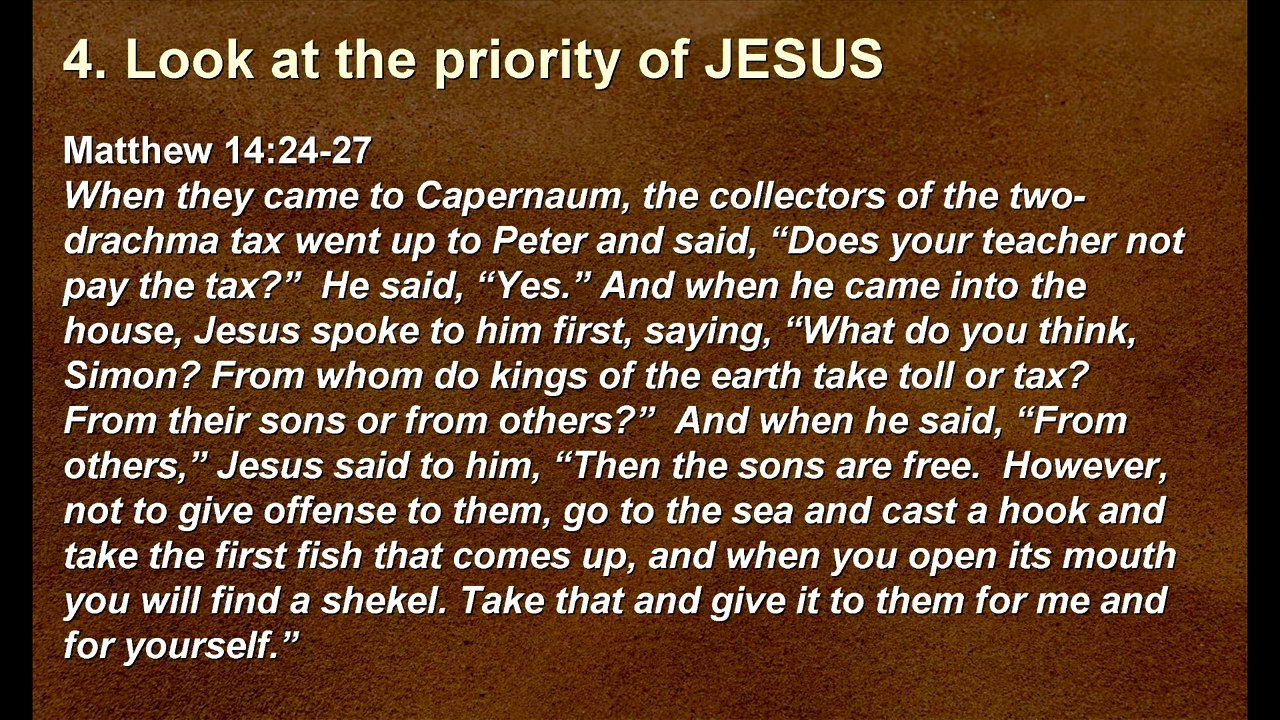 4. Look at the priority of JESUS
Matthew 14:24-27
When they came to Capernaum, the collectors of the two-
drachma tax went up to Peter and said, “Does your teacher not
pay the tax?”  He said, “Yes.” And when he came into the
house, Jesus spoke to him first, saying, “What do you think,
Simon? From whom do kings of the earth take toll or tax?
From their sons or from others?”  And when he said, “From
others,” Jesus said to him, “Then the sons are free.  However,
not to give offense to them, go to the sea and cast a hook and
take the first fish that comes up, and when you open its mouth
you will find a shekel. Take that and give it to them for me and
for yourself.”